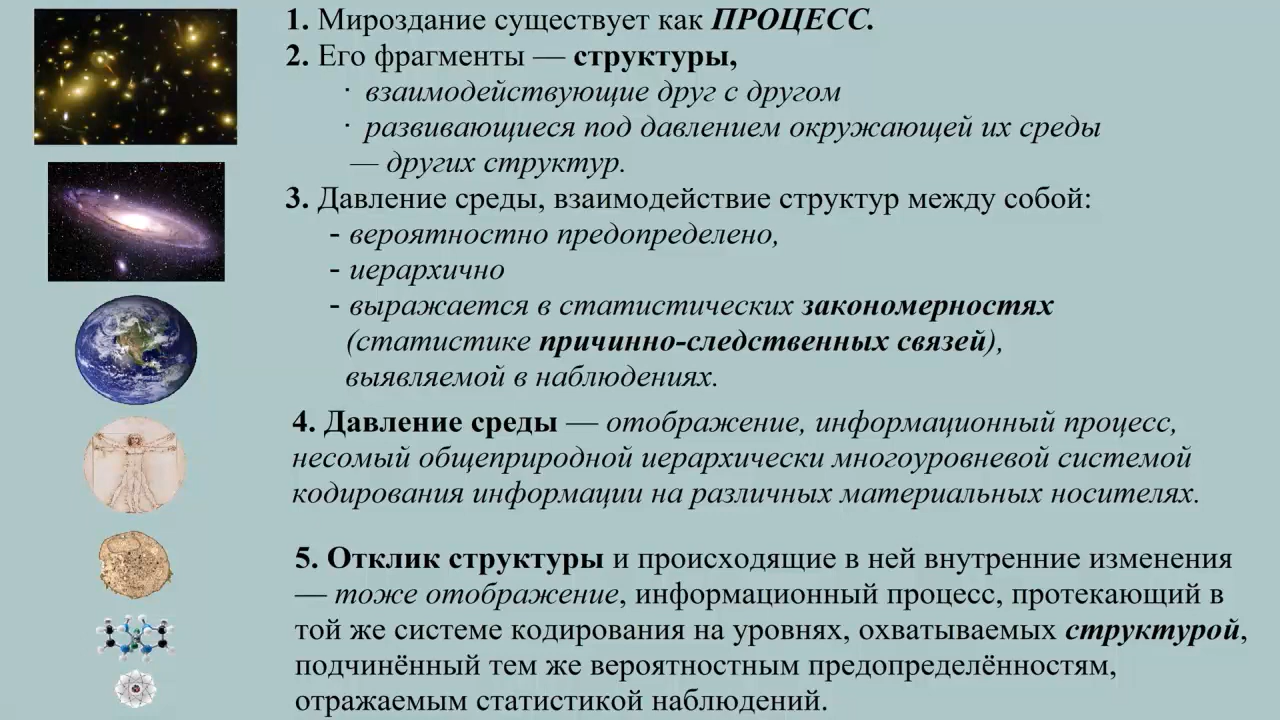 1. Мироздание существует как ПРОЦЕСС.
2. Его фрагменты — структуры,
· взаимодействующие друг с другом
· развивающиеся под давлением окружающей их среды
— других структур.
3. Давление среды, взаимодействие структур между собой:
- вероятностно предопределено,
- иерархично
- выражается в статистических закономерностях
(статистике причинно-следственных связей),
выявляемой в наблюдениях.
4. Давление среды — отображение, информационный процесс,
несомый общеприродной иерархически многоуровневой системой
кодирования информации на различных материальных носителях.
5. Отклик структуры и происходящие в ней внутренние изменения
— тоже отображение, информационный процесс, протекающий в
той же системе кодирования на уровнях, охватываемых структурой,
подчинённый тем же вероятностным предопределённостям,
отражаемым статистикой наблюдений.